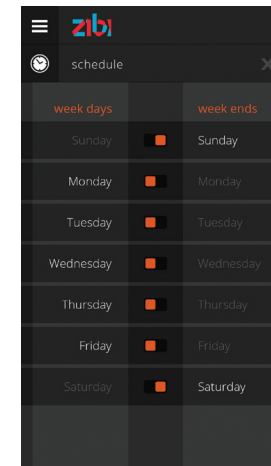 zibi
schedule
week days week ends
Sunday Sunday
Monday Monday
Tuesday Tuesday
Wednesday Wednesday
Thursday Thursday
Friday Friday
Saturday Saturday